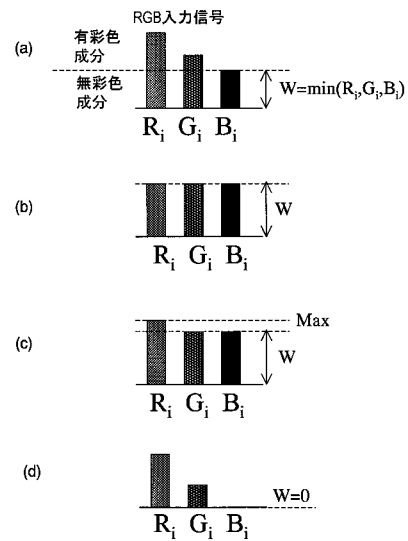 RGB入力信号
(a)
有彩色
成分
無彩色
成分
W=min(Ri,Gi,Bi)
Ri Gi Bi
(b)
W
Ri Gi Bi
(c)
Max
W
Ri Gi Bi
(d)
W=0
Ri Gi Bi